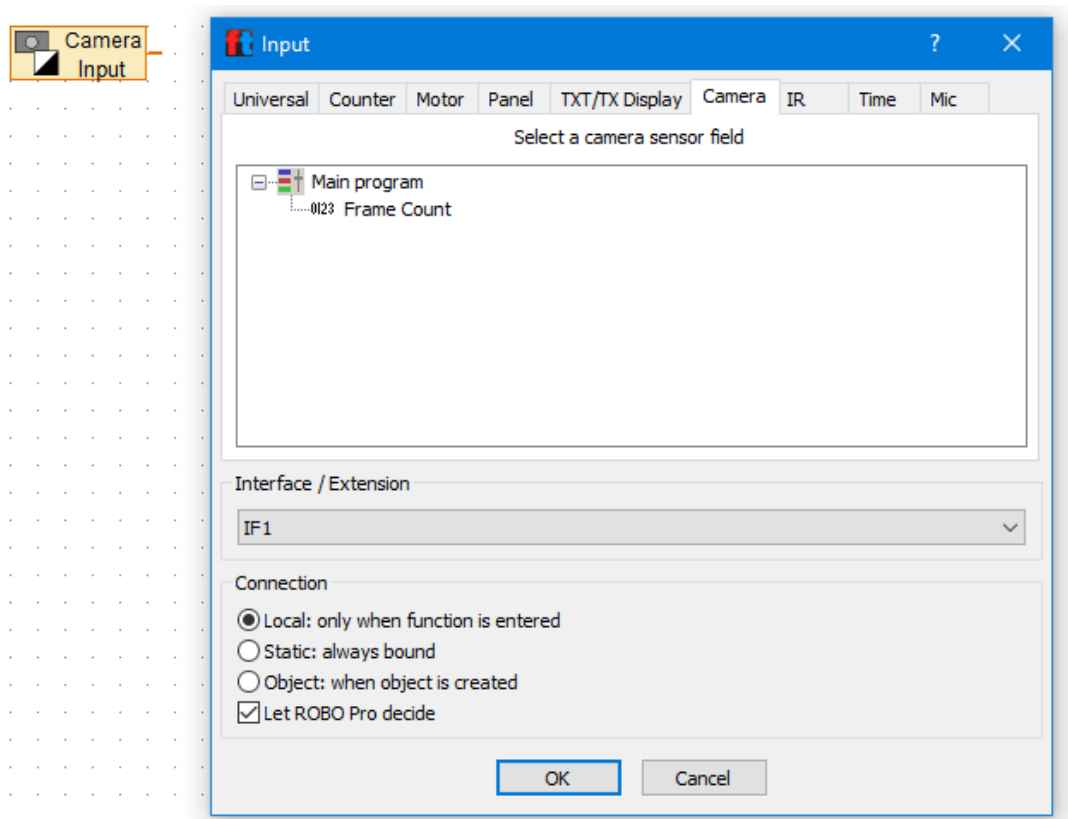 Camera
Input
ft Input ?
Universal Counter Motor Panel TXT/TX Display Camera IR Time Mic
Select a camera sensor field
Main program
0123 Frame Count
Interface / Extension
IF1
Connection
Local: only when function is entered
Static: always bound
Object: when object is created
Let ROBO Pro decide
OK Cancel